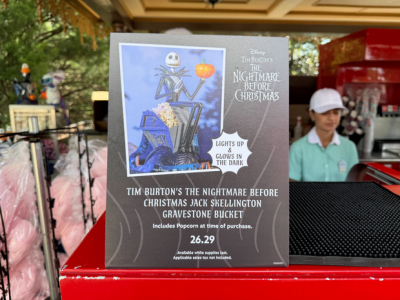 Disney
TIM BURTON'S
THE
NIGHTMARE
BEFORE
CHRISTMAS
LIGHTS UP
&
GLOWS IN
THE DARK
TIM BURTON'S THE NIGHTMARE BEFORE
CHRISTMAS JACK SKELLINGTON
GRAVESTONE BUCKET
Includes Popcorn at time of purchase.
26.29
Available while supplies last.
Applicable sales tax not included.